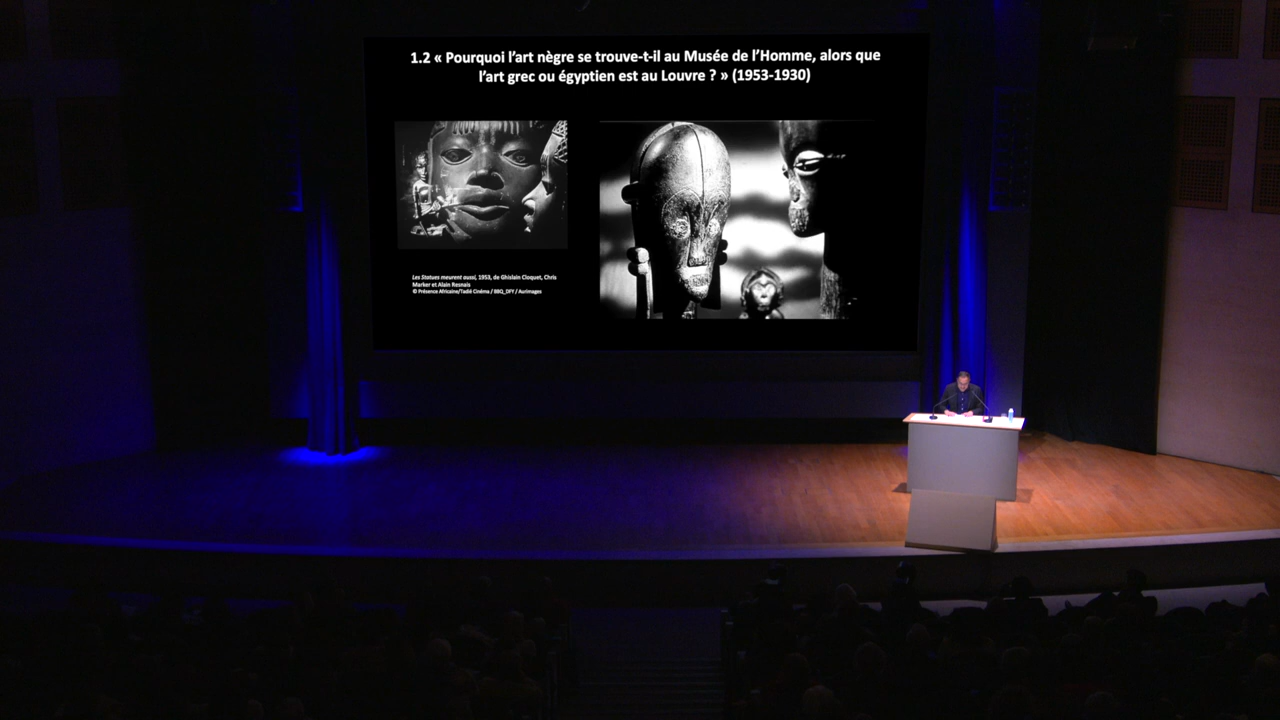 1.2 « Pourquoi l’art nègre se trouve-t-il au Musée de l’Homme, alors que
l’art grec ou égyptien est au Louvre ? » (1953-1930)
Les Statues meurent aussi, 1953, de Ghislain Cloquet, Chris
Marker et Alain Resnais
© Présence Africaine/Tadié Cinéma / BBQ_DFY / Aurimages